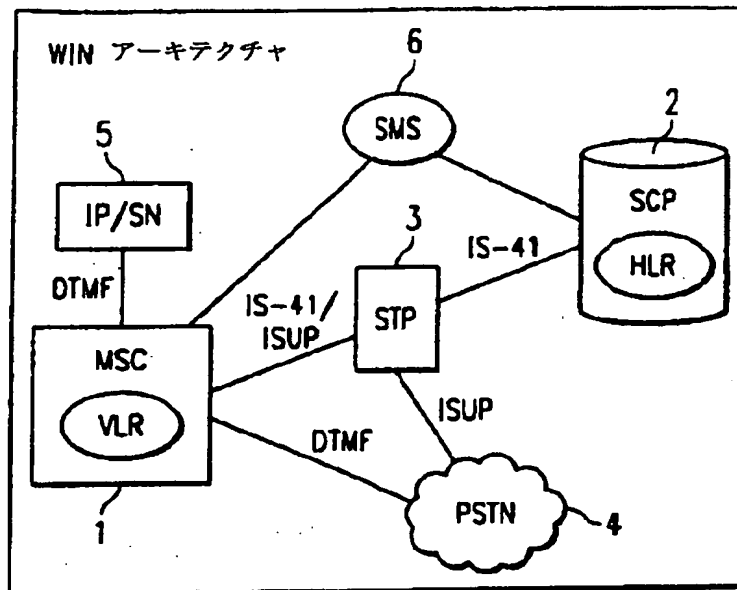 WIN アーキテクチャ
6
SMS
2
5
SCP
IP/SN
3
IS-41
HLR
DTMF
IS-41/
ISUP
STP
MSC
ISUP
VLR
DTMF
1
PSTN
4